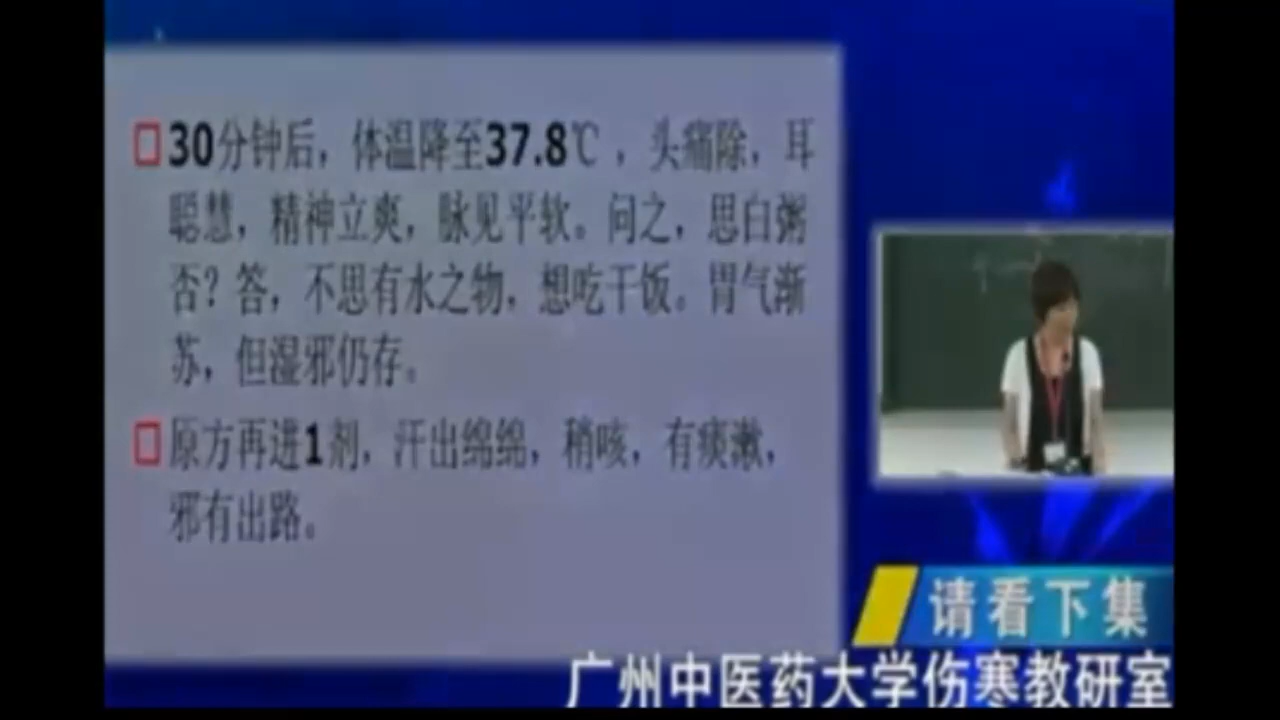 30分钟后，体温降至37.8℃，头痛除，耳
聪慧，精神立爽，脉见平软。问之，思白粥
否？答，不思有水之物，想吃干饭。胃气渐
苏，但湿邪仍存。
原方再进1剂，汗出绵绵，稍咳，有痰漱，
邪有出路。
请看下集
广州中医药大学伤寒教研室